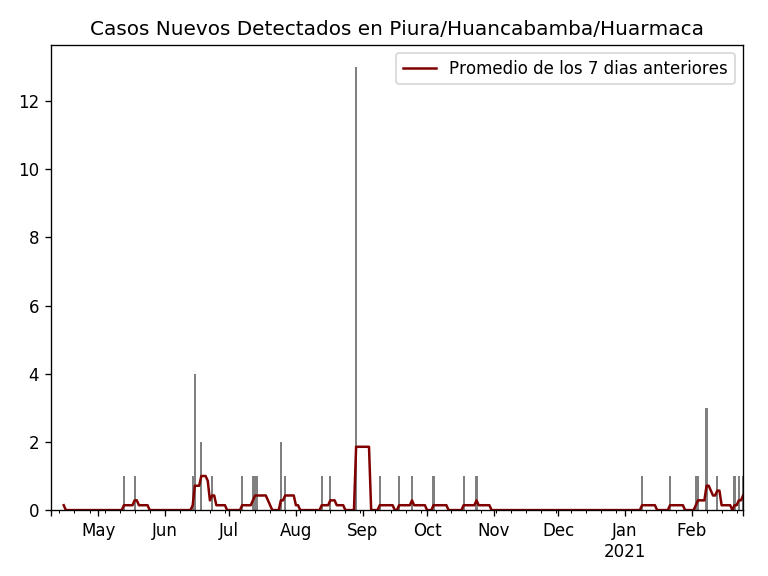 Casos Nuevos Detectados en Piura/Huancabamba/Huarmaca
Promedio de los 7 dias anteriores
12
10
8
6
4
2
0
May Jun Jul Aug Sep Oct Nov Dec Jan Feb
2021